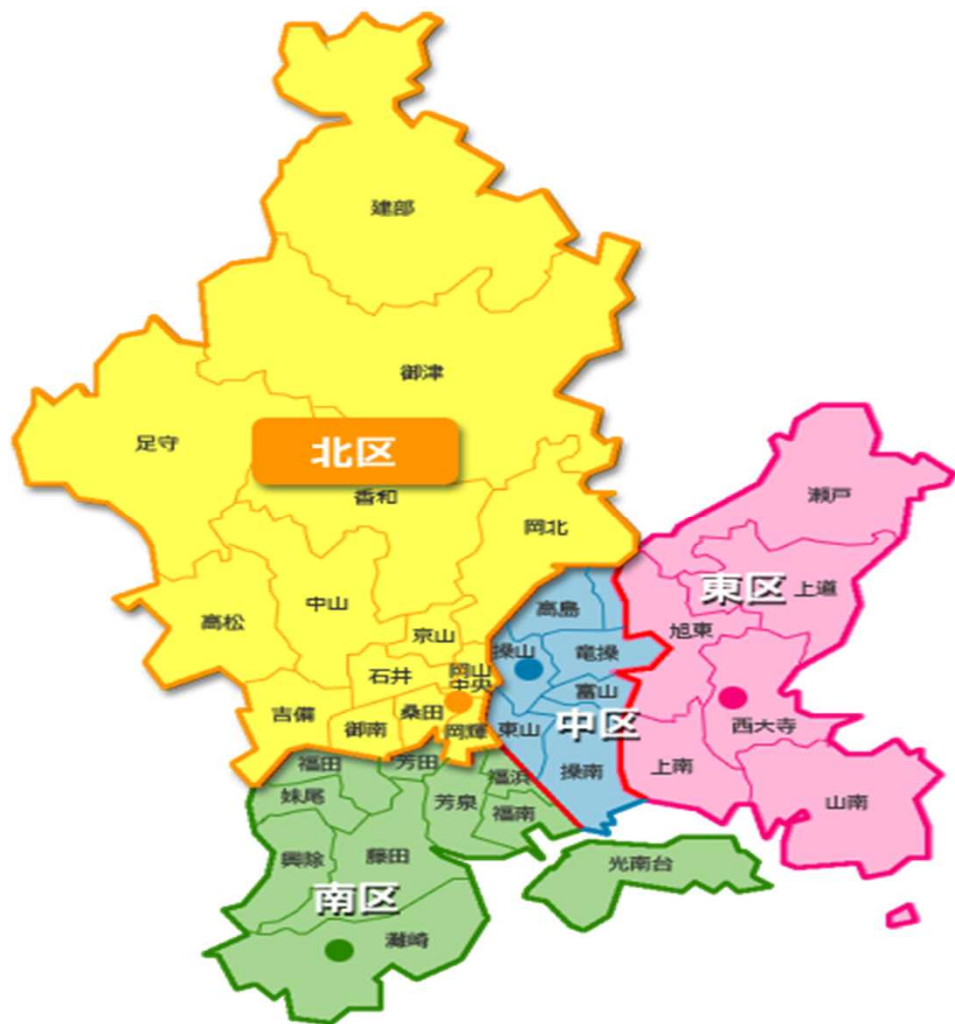 建部
御津
足守
北区
香和
岡北
瀬戸
高松
中山
京山
高島
東区
上道
操山
竜操
旭東
石井
岡山
中央
富山
吉備
御南
桑田
岡輝
東山
中区
西大寺
福田
芳田
福浜
操南
上南
妹尾
芳泉
福南
山南
興除
藤田
光南台
南区
灘崎